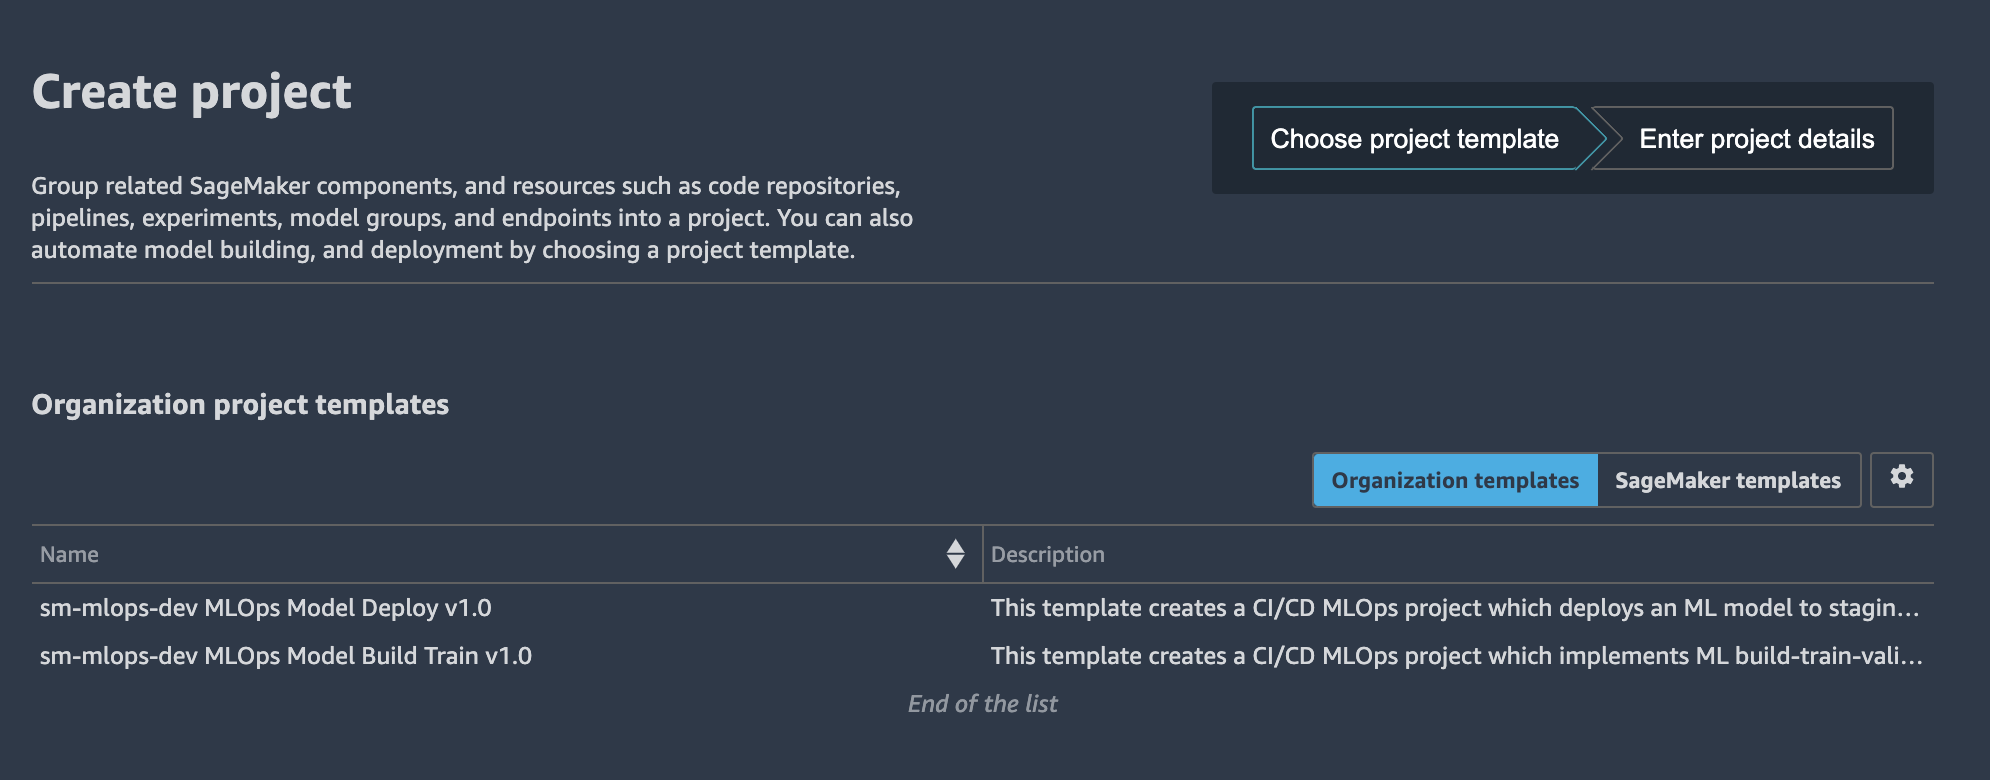 Create project
Choose project template
Enter project details
Group related SageMaker components, and resources such as code repositories,
pipelines, experiments, model groups, and endpoints into a project. You can also
automate model building, and deployment by choosing a project template.
Organization project templates
Organization templates
SageMaker templates
Name
Description
sm-mlops-dev MLOps Model Deploy v1.0
This template creates a CI/CD MLOps project which deploys an ML model to stagin...
sm-mlops-dev MLOps Model Build Train v1.0
This template creates a CI/CD MLOps project which implements ML build-train-vali...
End of the list